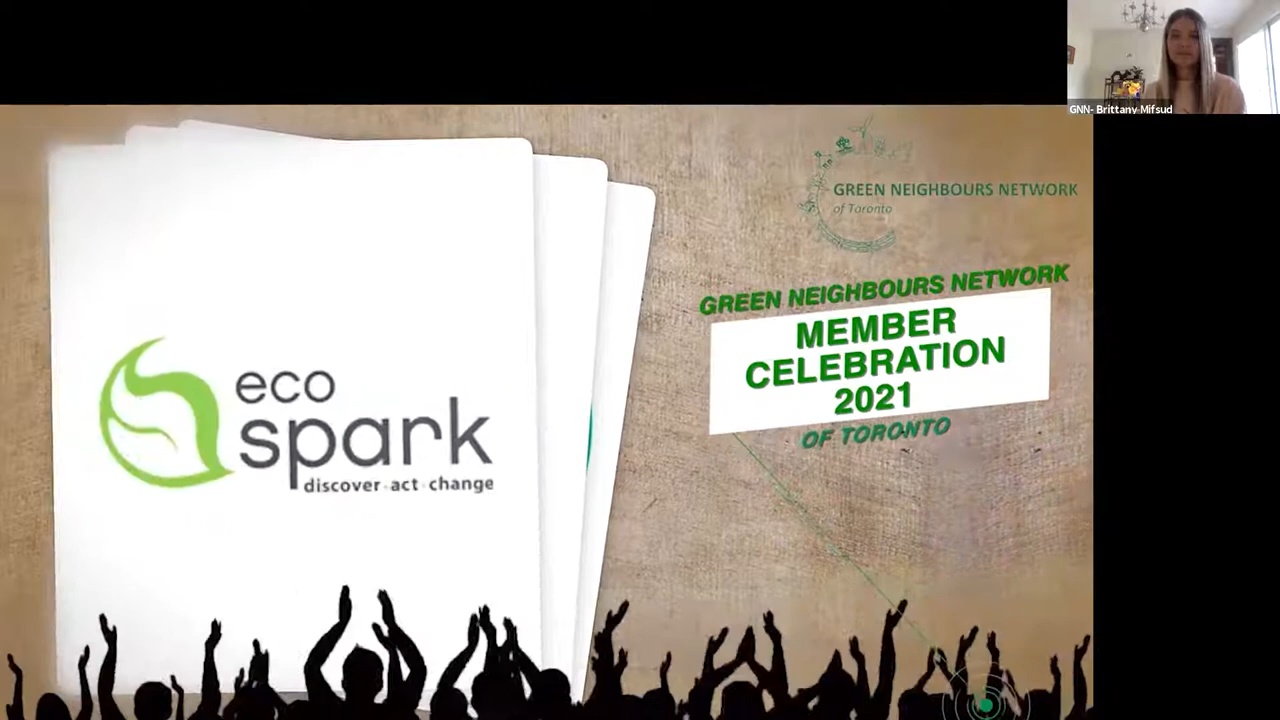 GNN- Brittany Mifsud
GREEN NEIGHBOURS NETWORK
of Toronto
GREEN NEIGHBOURS NETWORK
MEMBER
CELEBRATION
2021
OF TORONTO
eco
spark
discover·act·change